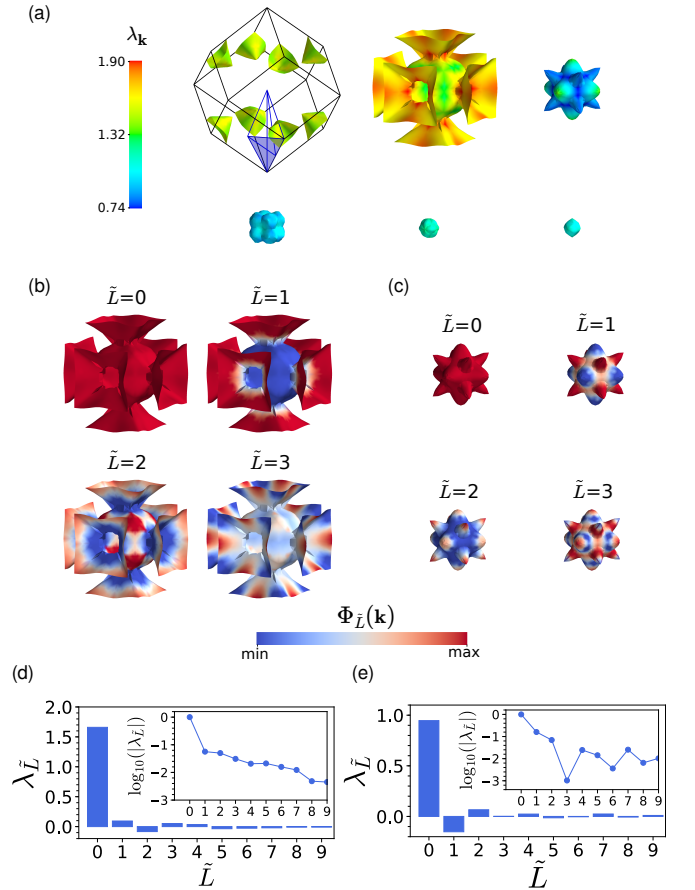 (a)
λ_k
1.90
1.32
0.74
(b)
(c)
L̃=0
L̃=1
L̃=0
L̃=1
L̃=2
L̃=3
L̃=2
L̃=3
Φ_L̃(k)
min
max
(d)
(e)
λ_L̃
2.0
1.5
1.0
0.5
0.0
log₁₀(|λ_L̃|)
0
−1
−2
−3
0 1 2 3 4 5 6 7 8 9
0 1 2 3 4 5 6 7 8 9
L̃
λ_L̃
1.0
0.5
0.0
log₁₀(|λ_L̃|)
0
−1
−2
−3
0 1 2 3 4 5 6 7 8 9
0 1 2 3 4 5 6 7 8 9
L̃